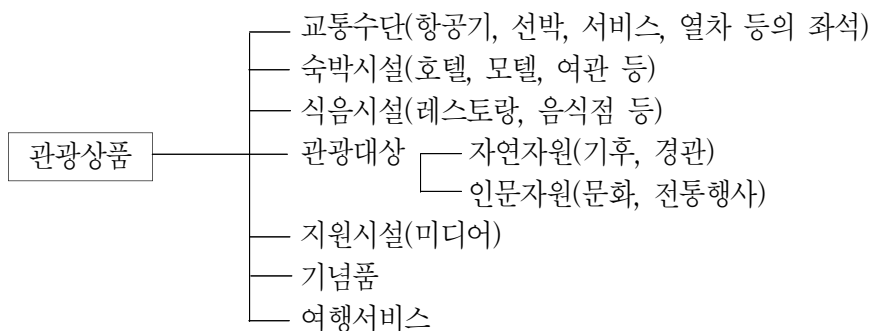 교통수단(항공기, 선박, 서비스, 열차 등의 좌석)
숙박시설(호텔, 모텔, 여관 등)
식음시설(레스토랑, 음식점 등)
관광상품
관광대상
자연자원(기후, 경관)
인문자원(문화, 전통행사)
지원시설(미디어)
기념품
여행서비스